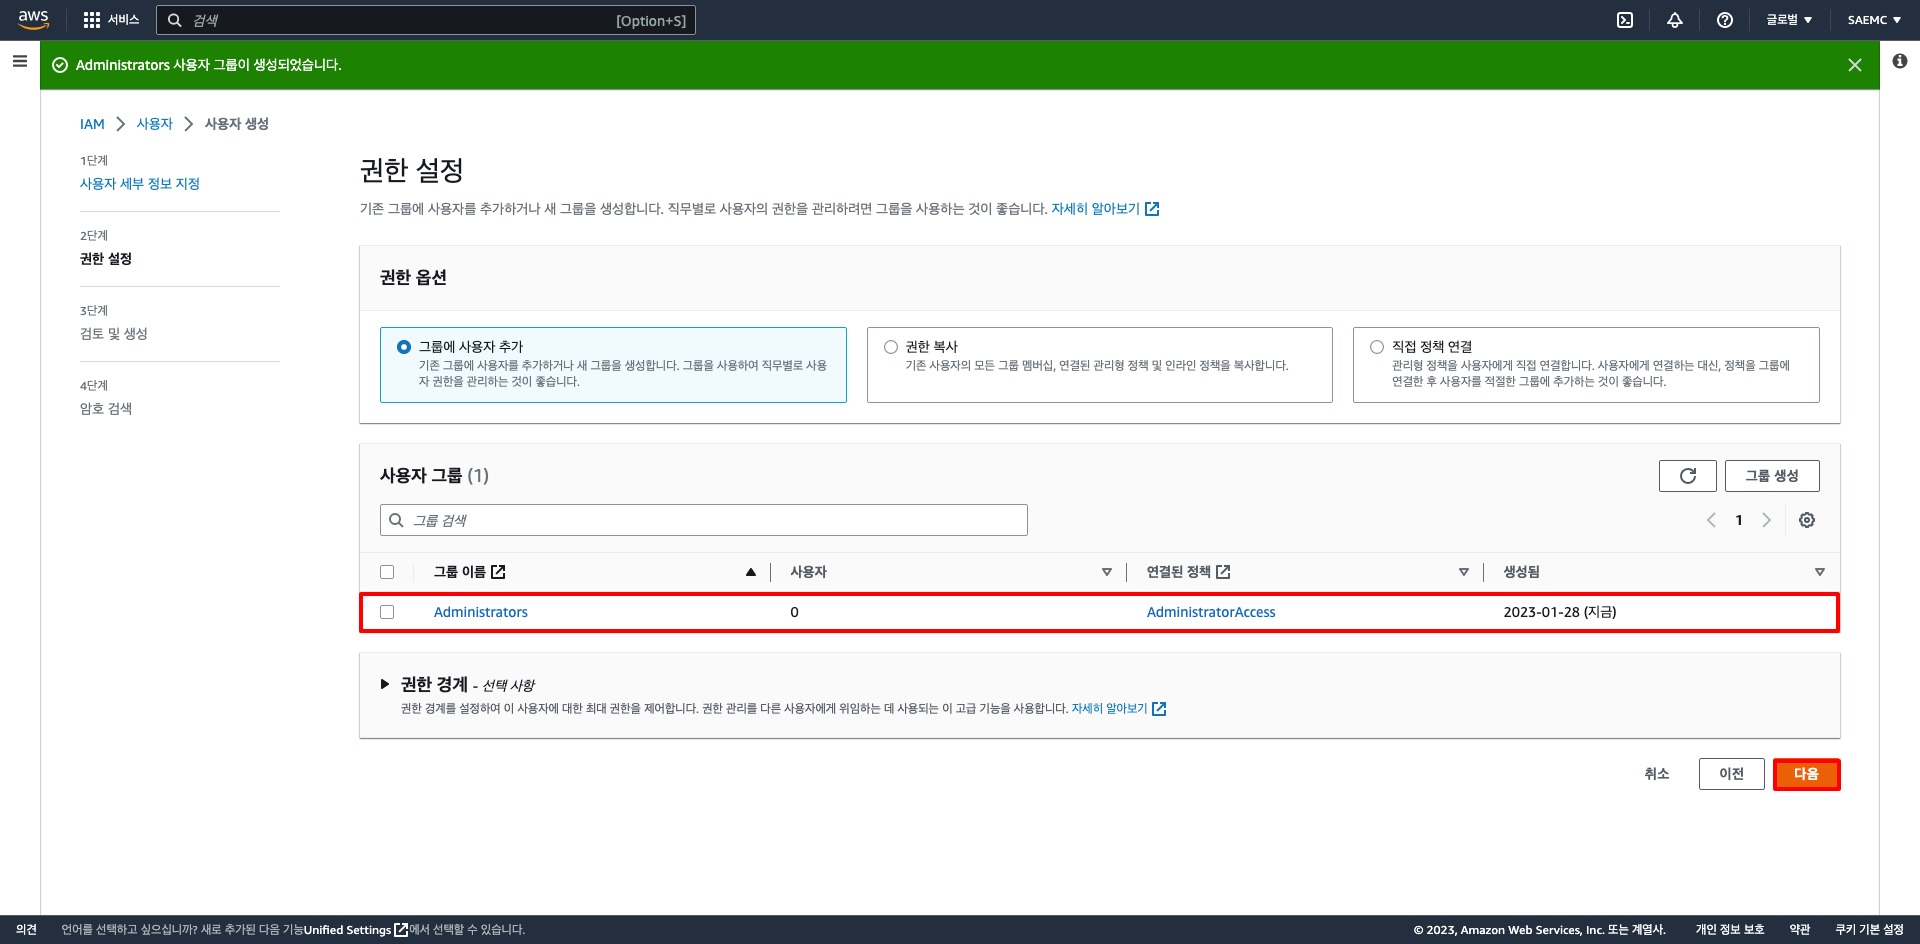 aws
서비스
검색
[Option+S]
글로벌 ▼
SAEMC ▼
Administrators 사용자 그룹이 생성되었습니다.
IAM > 사용자 > 사용자 생성
1단계
사용자 세부 정보 지정
2단계
권한 설정
3단계
검토 및 생성
4단계
암호 검색
권한 설정
기존 그룹에 사용자를 추가하거나 새 그룹을 생성합니다. 직무별로 사용자의 권한을 관리하려면 그룹을 사용하는 것이 좋습니다. 자세히 알아보기
권한 옵션
그룹에 사용자 추가
기존 그룹에 사용자를 추가하거나 새 그룹을 생성합니다. 그룹을 사용하여 직무별로 사용
자 권한을 관리하는 것이 좋습니다.
권한 복사
기존 사용자의 모든 그룹 멤버십, 연결된 관리형 정책 및 인라인 정책을 복사합니다.
직접 정책 연결
관리형 정책을 사용자에게 직접 연결합니다. 사용자에게 연결하는 대신, 정책을 그룹에
연결한 후 사용자를 적절한 그룹에 추가하는 것이 좋습니다.
사용자 그룹 (1)
그룹 생성
그룹 검색
1
그룹 이름
사용자
연결된 정책
생성됨
Administrators
0
AdministratorAccess
2023-01-28 (지금)
권한 경계 - 선택 사항
권한 경계를 설정하여 이 사용자에 대한 최대 권한을 제어합니다. 권한 관리를 다른 사용자에게 위임하는 데 사용되는 이 고급 기능을 사용합니다. 자세히 알아보기
취소
이전
다음
의견
언어를 선택하고 싶으십니까? 새로 추가된 다음 기능Unified Settings에서 선택할 수 있습니다.
© 2023, Amazon Web Services, Inc. 또는 계열사.
개인 정보 보호
약관
쿠키 기본 설정